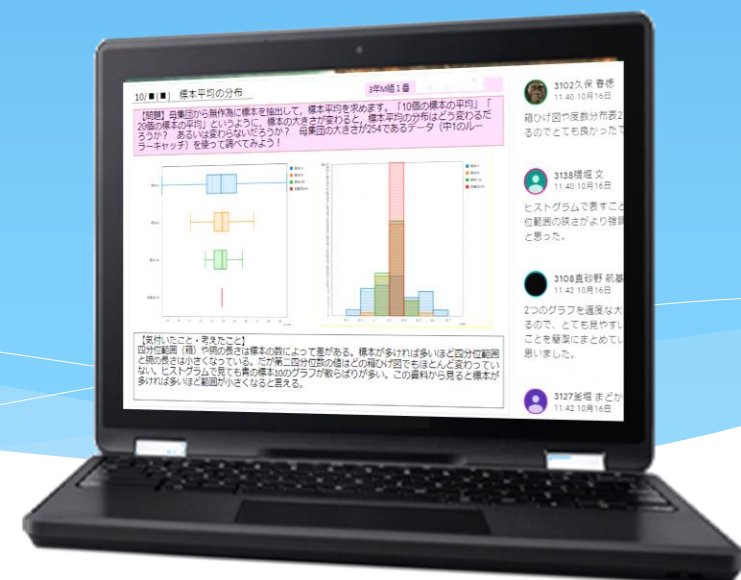 10/■(■) 標本平均の分布
3年M組1番
【問題】母集団から無作為に標本を抽出して，標本平均を求めます。「10個の標本の平均」「
20個の標本の平均」というように，標本の大きさが変わると，標本平均の分布はどう変わるだ
ろうか？ あるいは変わらないだろうか？ 母集団の大きさが254であるデータ（中1のルー
ラーキャッチ）を使って調べてみよう！
【気付いたこと・考えたこと】
四分位範囲（箱）や暁の長さは標本の数によって差がある。標本が多ければ多いほど四分位範囲
と暁の長さは小さくなっている。だが第二四分位数の値はどの箱ひげ図でもほとんど変わってい
ない。ヒストグラムで見ても青の標本10のグラフが散らばりが多い。この資料から見ると標本が
多ければ多いほど範囲が小さくなると言える。
3102久保 春徳
11:40 10月16日
箱ひげ図や度数分布表2
るのでとても良かったで
3138横堀 文
11:40 10月16日
ヒストグラムで表すこと
位範囲の狭さがより強調
と思った。
3108真砂野 航基
11:42 10月16日
2つのグラフを適度な大
るので、とても見やすい
ことを簡潔にまとめてい
思いました。
3127釜堀 まどか
11:42 10月16日